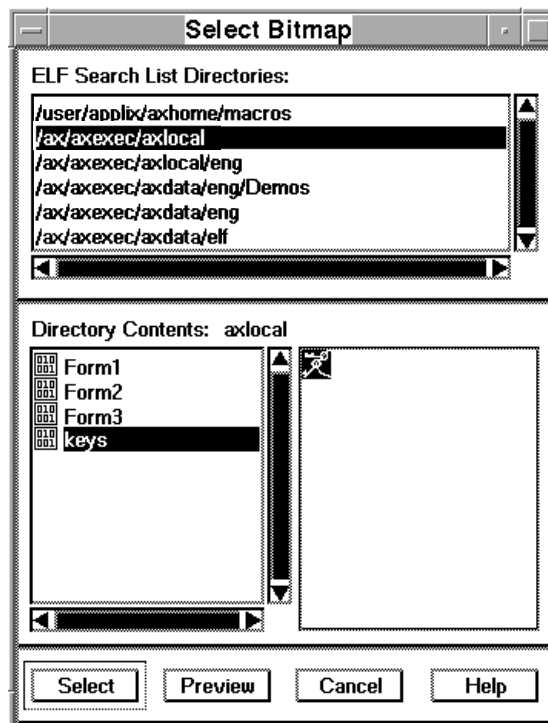 Select Bitmap
ELF Search List Directories:
/user/applix/axhome/macros
/ax/axexec/axlocal
/ax/axexec/axlocal/eng
/ax/axexec/axdata/eng/Demos
/ax/axexec/axdata/eng
/ax/axexec/axdata/elf
Directory Contents: axlocal
Form1
Form2
Form3
keys
Select Preview Cancel Help